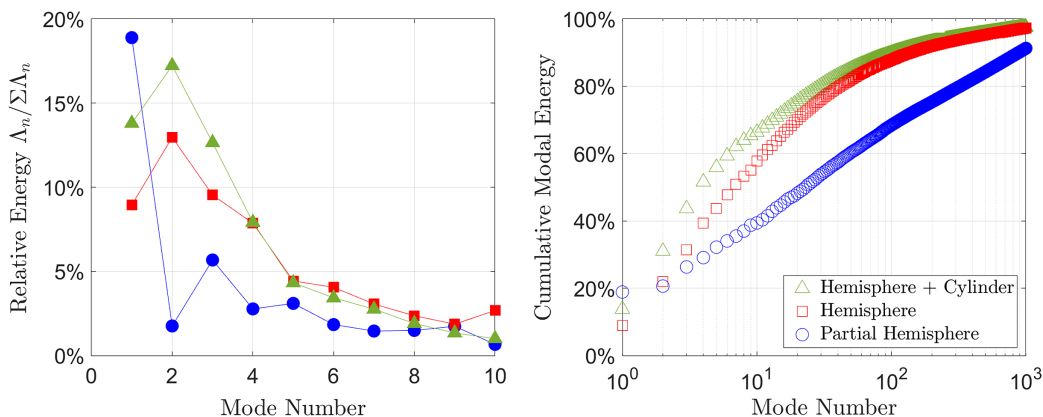 Relative Energy Λn/ΣΛn
20%
15%
10%
5%
0%
0 2 4 6 8 10
Mode Number
Cumulative Modal Energy
100%
80%
60%
40%
20%
0%
10^0 10^1 10^2 10^3
Mode Number
Hemisphere + Cylinder
Hemisphere
Partial Hemisphere